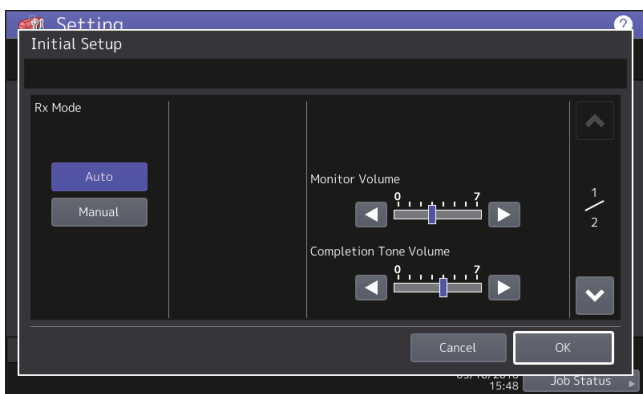 Setting
?
Initial Setup
Rx Mode
Auto
Manual
Monitor Volume
0 7
Completion Tone Volume
0 7
1
2
Cancel
OK
15:48
Job Status